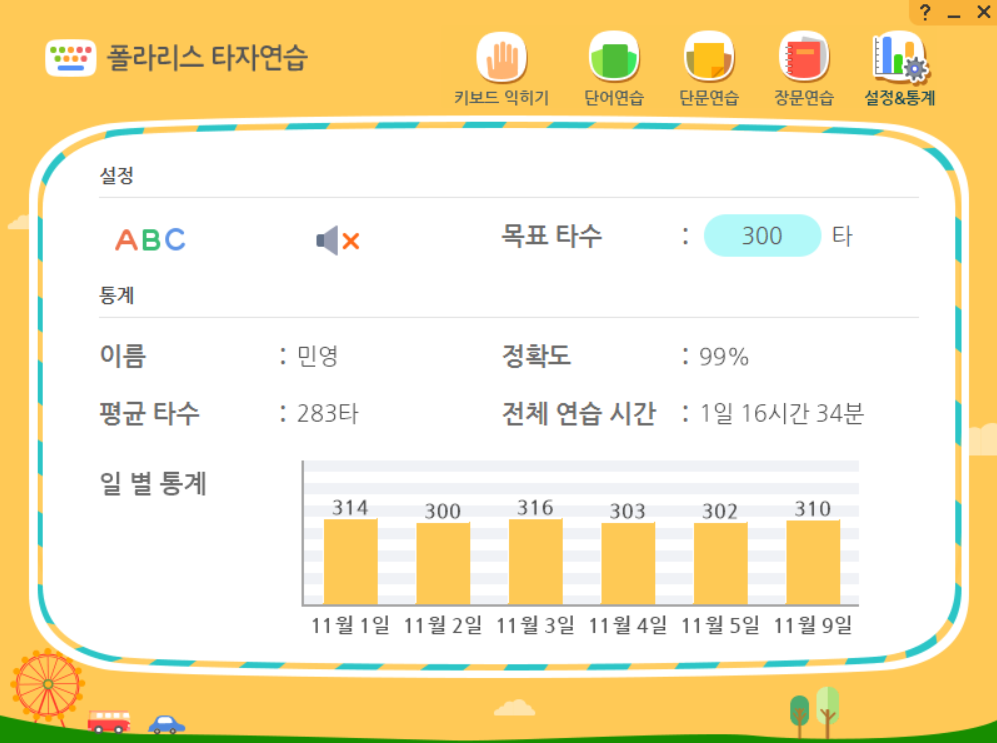 ? _ ×
폴라리스 타자연습
키보드 익히기 단어연습 단문연습 장문연습 설정&통계
설정
ABC 목표 타수 : 300 타
통계
이름 : 민영 정확도 : 99%
평균 타수 : 283타 전체 연습 시간 : 1일 16시간 34분
일 별 통계
314 300 316 303 302 310
11월 1일 11월 2일 11월 3일 11월 4일 11월 5일 11월 9일